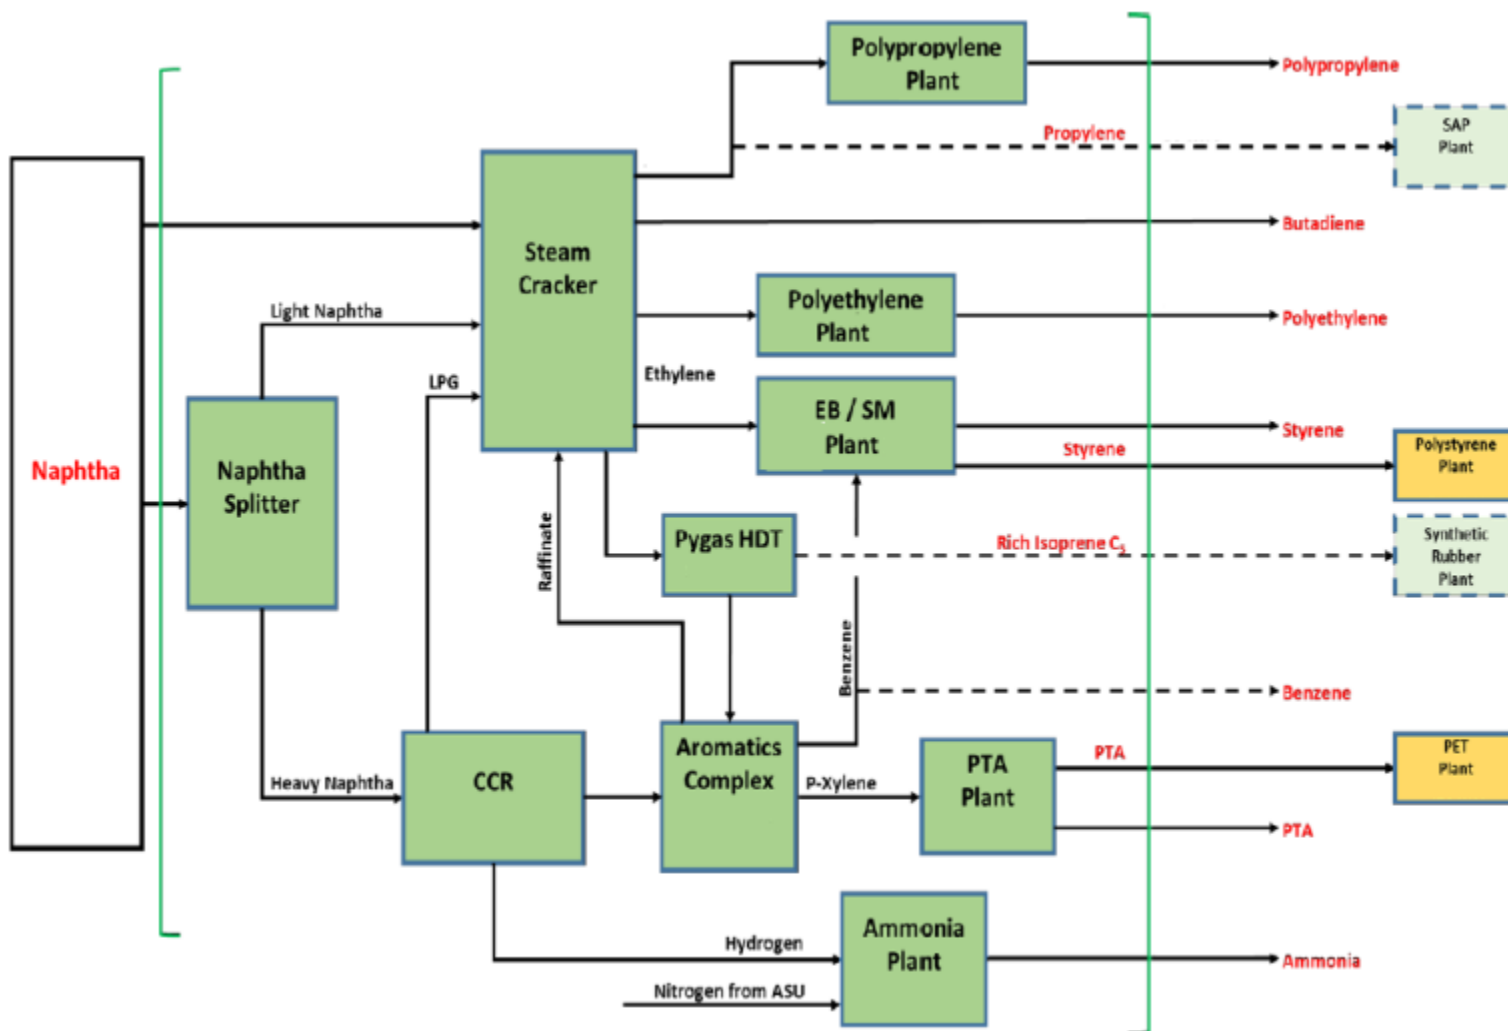 Polypropylene
Plant
Polypropylene
SAP
Plant
Propylene
Steam
Cracker
Butadiene
Light Naphtha
Polyethylene
Plant
Polyethylene
LPG
Ethylene
EB / SM
Plant
Styrene
Styrene
Polystyrene
Plant
Naphtha
Naphtha
Splitter
Raffinate
Pygas HDT
Rich Isoprene C5
Synthetic
Rubber
Plant
Benzene
Benzene
Heavy Naphtha
CCR
Aromatics
Complex
P-Xylene
PTA
Plant
PTA
PET
Plant
PTA
Hydrogen
Nitrogen from ASU
Ammonia
Plant
Ammonia